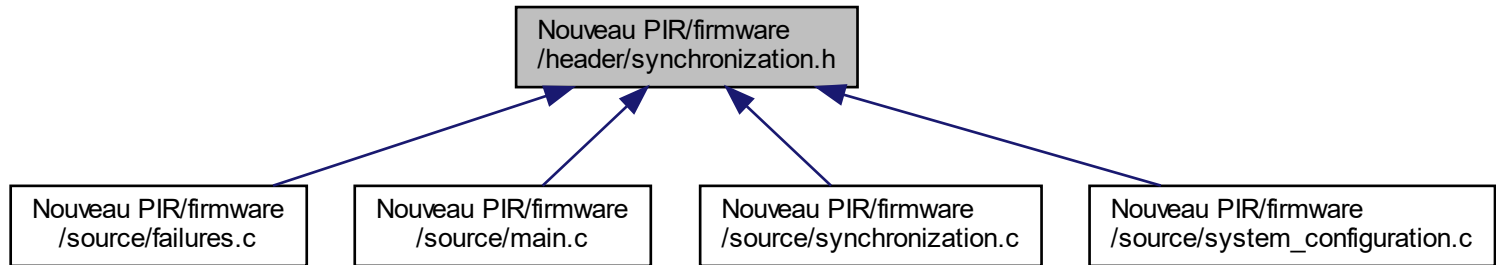 Nouveau PIR/firmware
/header/synchronization.h
Nouveau PIR/firmware
/source/failures.c
Nouveau PIR/firmware
/source/main.c
Nouveau PIR/firmware
/source/synchronization.c
Nouveau PIR/firmware
/source/system_configuration.c